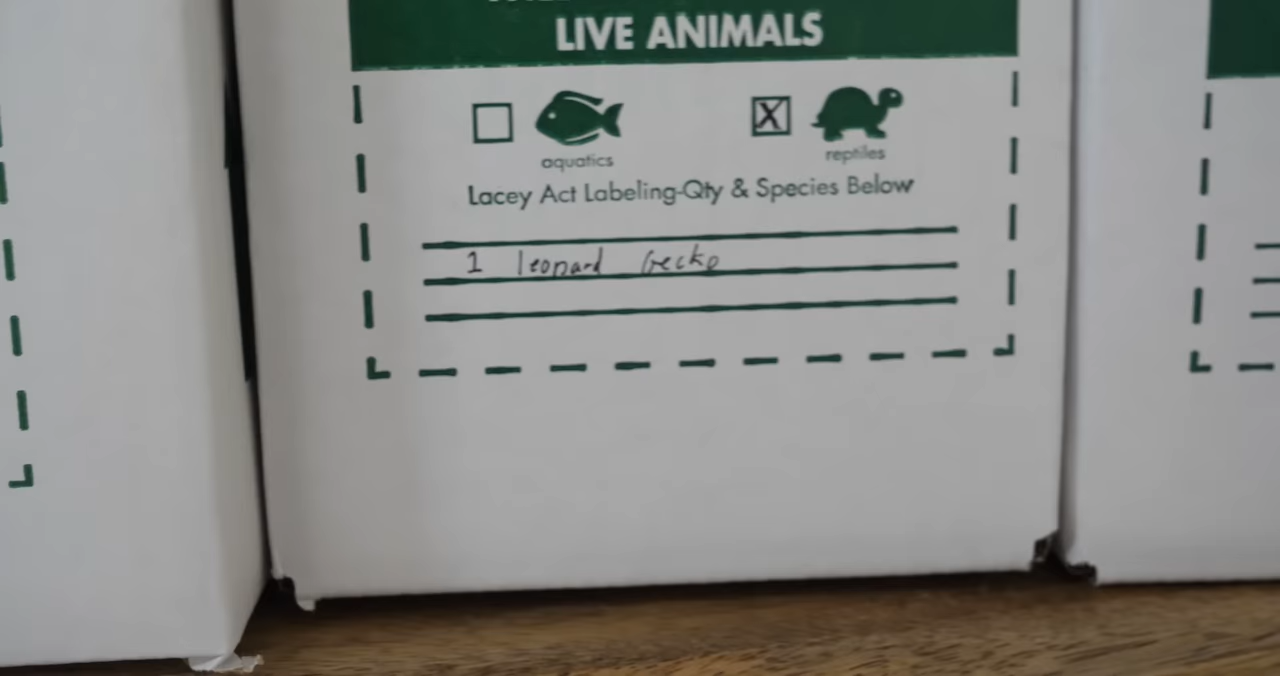 LIVE ANIMALS
X
aquatics
reptiles
Lacey Act Labeling-Qty & Species Below
1 leopard Gecko